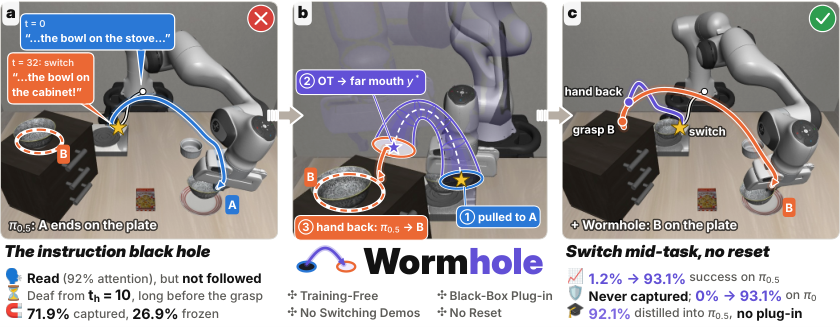 a
t = 0
“...the bowl on the stove...”
t = 32: switch
“...the bowl on
the cabinet!”
B
A
π0.5: A ends on the plate
b
② OT → far mouth y*
B
① pulled to A
③ hand back: π0.5 → B
c
hand back
grasp B
switch
B
+ Wormhole: B on the plate
The instruction black hole
Read (92% attention), but not followed
Deaf from th = 10, long before the grasp
71.9% captured, 26.9% frozen
Wormhole
✣ Training-Free
✣ Black-Box Plug-in
✣ No Switching Demos
✣ No Reset
Switch mid-task, no reset
1.2% → 93.1% success on π0.5
Never captured; 0% → 93.1% on π0
92.1% distilled into π0.5, no plug-in